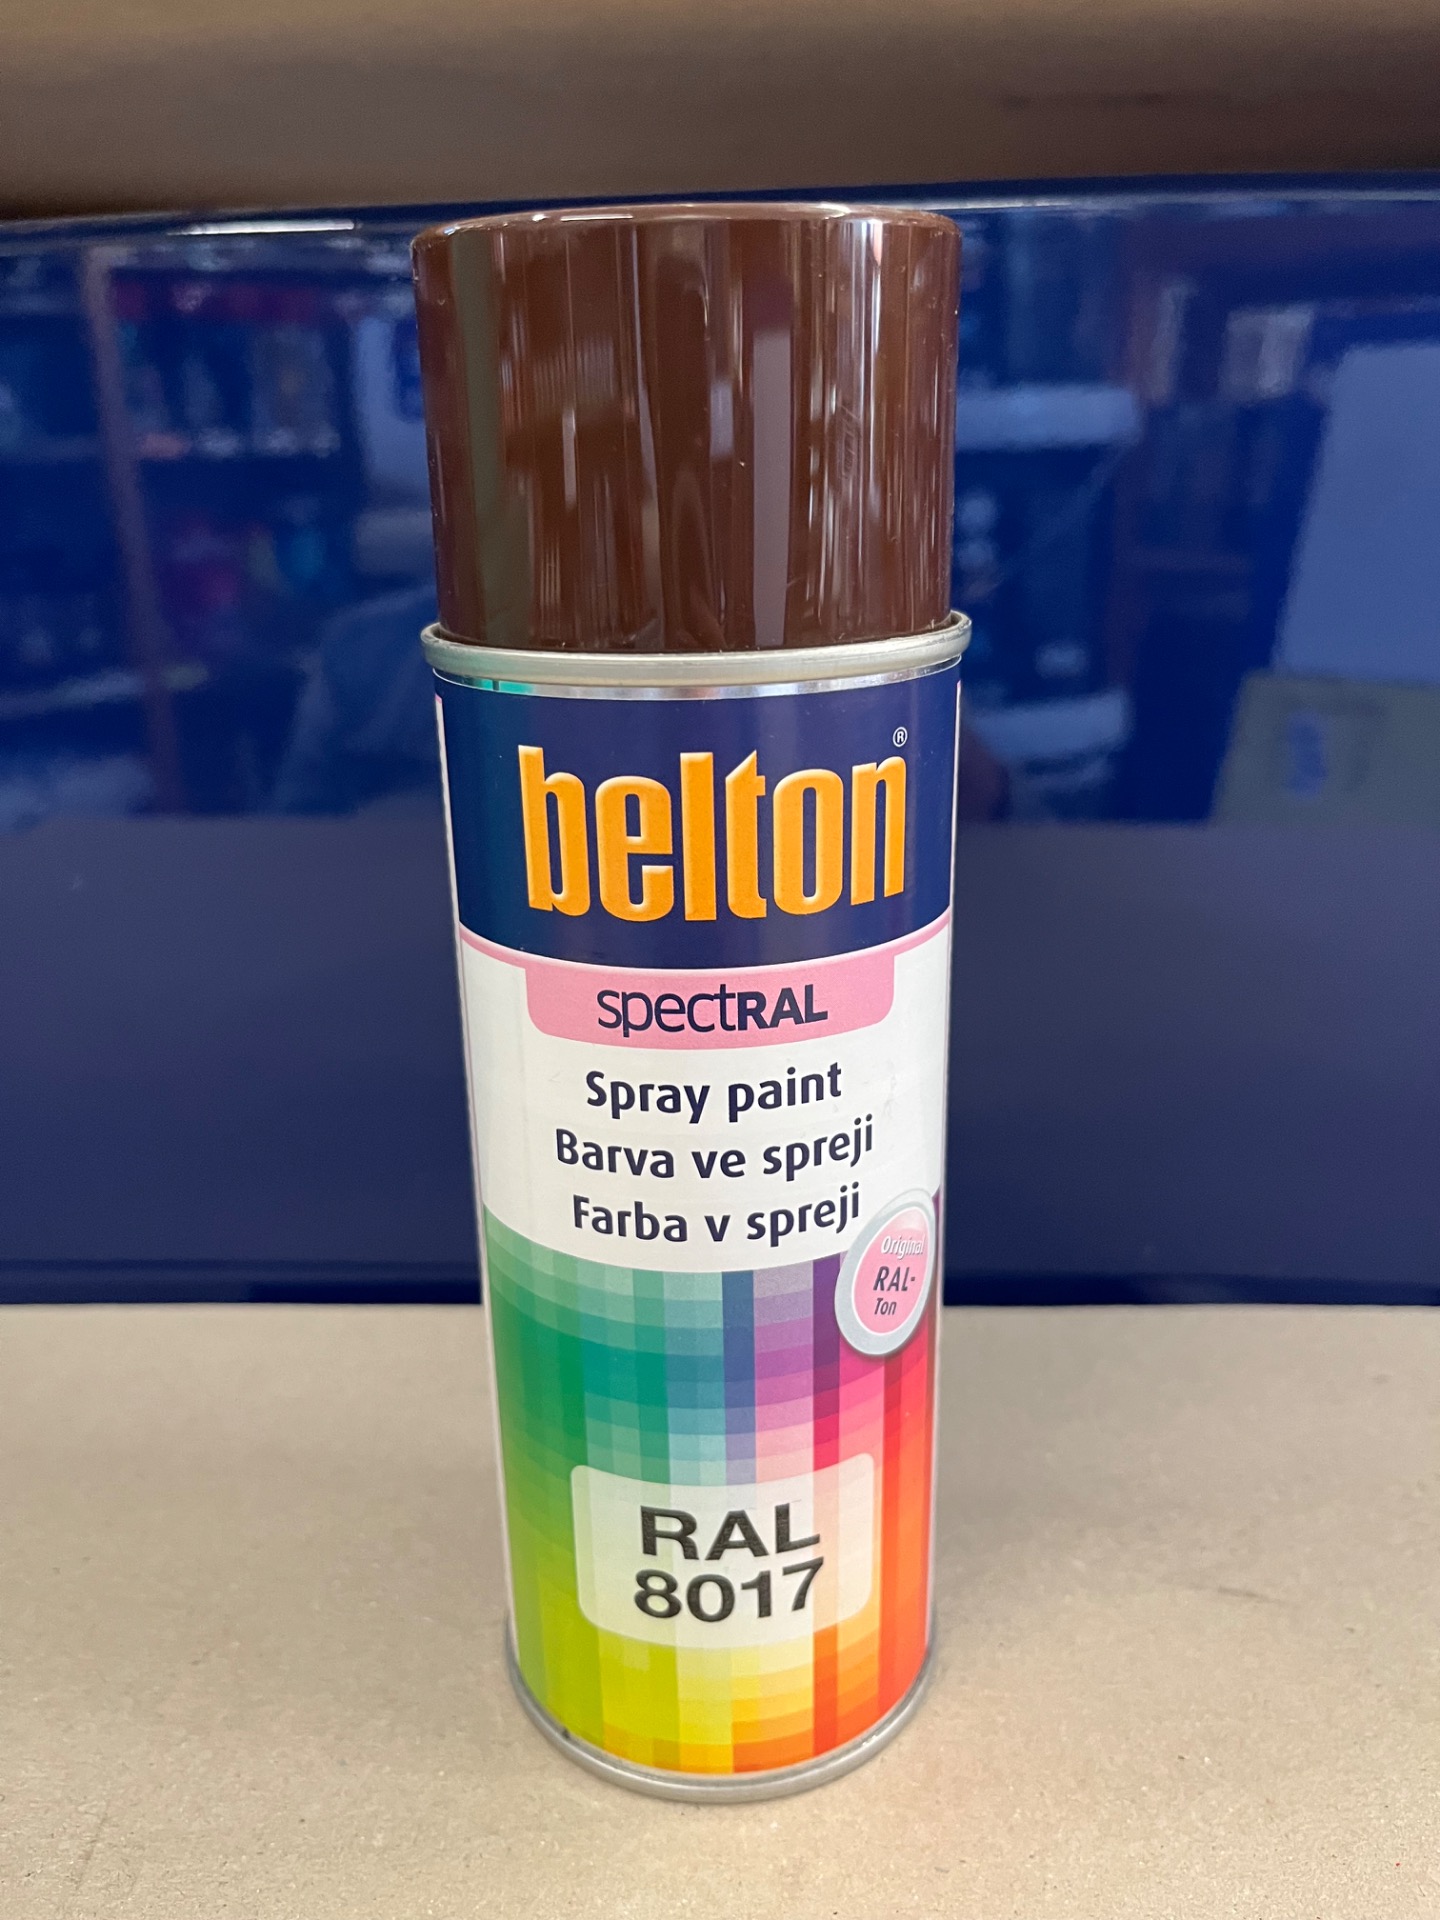 belton®
spectRAL
Spray paint
Barva ve spreji
Farba v spreji
Original
RAL-
Ton
RAL
8017